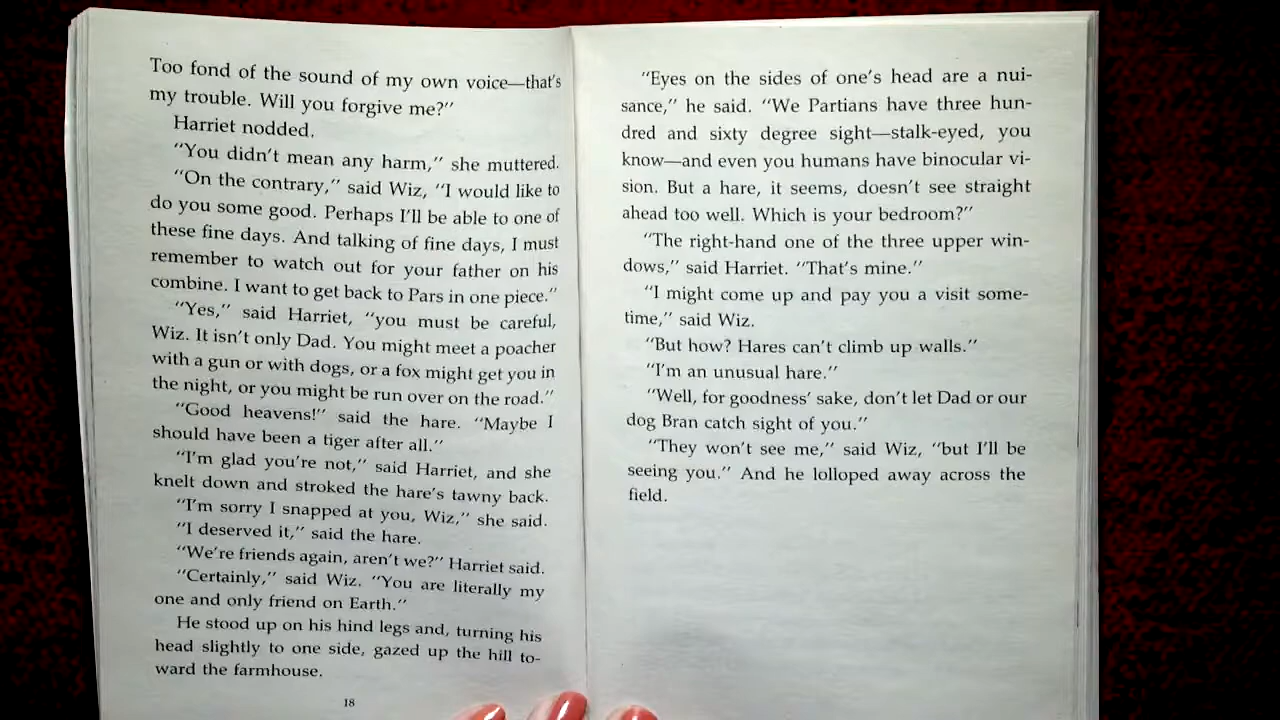 Too fond of the sound of my own voice—that's
my trouble. Will you forgive me?"
Harriet nodded.
"You didn't mean any harm," she muttered.
"On the contrary," said Wiz, "I would like to
do you some good. Perhaps I'll be able to one of
these fine days. And talking of fine days, I must
remember to watch out for your father on his
combine. I want to get back to Pars in one piece."
"Yes," said Harriet, "you must be careful,
Wiz. It isn't only Dad. You might meet a poacher
with a gun or with dogs, or a fox might get you in
the night, or you might be run over on the road."
"Good heavens!" said the hare. "Maybe I
should have been a tiger after all."
"I'm glad you're not," said Harriet, and she
knelt down and stroked the hare's tawny back.
"I'm sorry I snapped at you, Wiz," she said.
"I deserved it," said the hare.
"We're friends again, aren't we?" Harriet said.
"Certainly," said Wiz. "You are literally my
one and only friend on Earth."
He stood up on his hind legs and, turning his
head slightly to one side, gazed up the hill to-
ward the farmhouse.
18
"Eyes on the sides of one's head are a nui-
sance," he said. "We Partians have three hun-
dred and sixty degree sight—stalk-eyed, you
know—and even you humans have binocular vi-
sion. But a hare, it seems, doesn't see straight
ahead too well. Which is your bedroom?"
"The right-hand one of the three upper win-
dows," said Harriet. "That's mine."
"I might come up and pay you a visit some-
time," said Wiz.
"But how? Hares can't climb up walls."
"I'm an unusual hare."
"Well, for goodness' sake, don't let Dad or our
dog Bran catch sight of you."
"They won't see me," said Wiz, "but I'll be
seeing you." And he lolloped away across the
field.